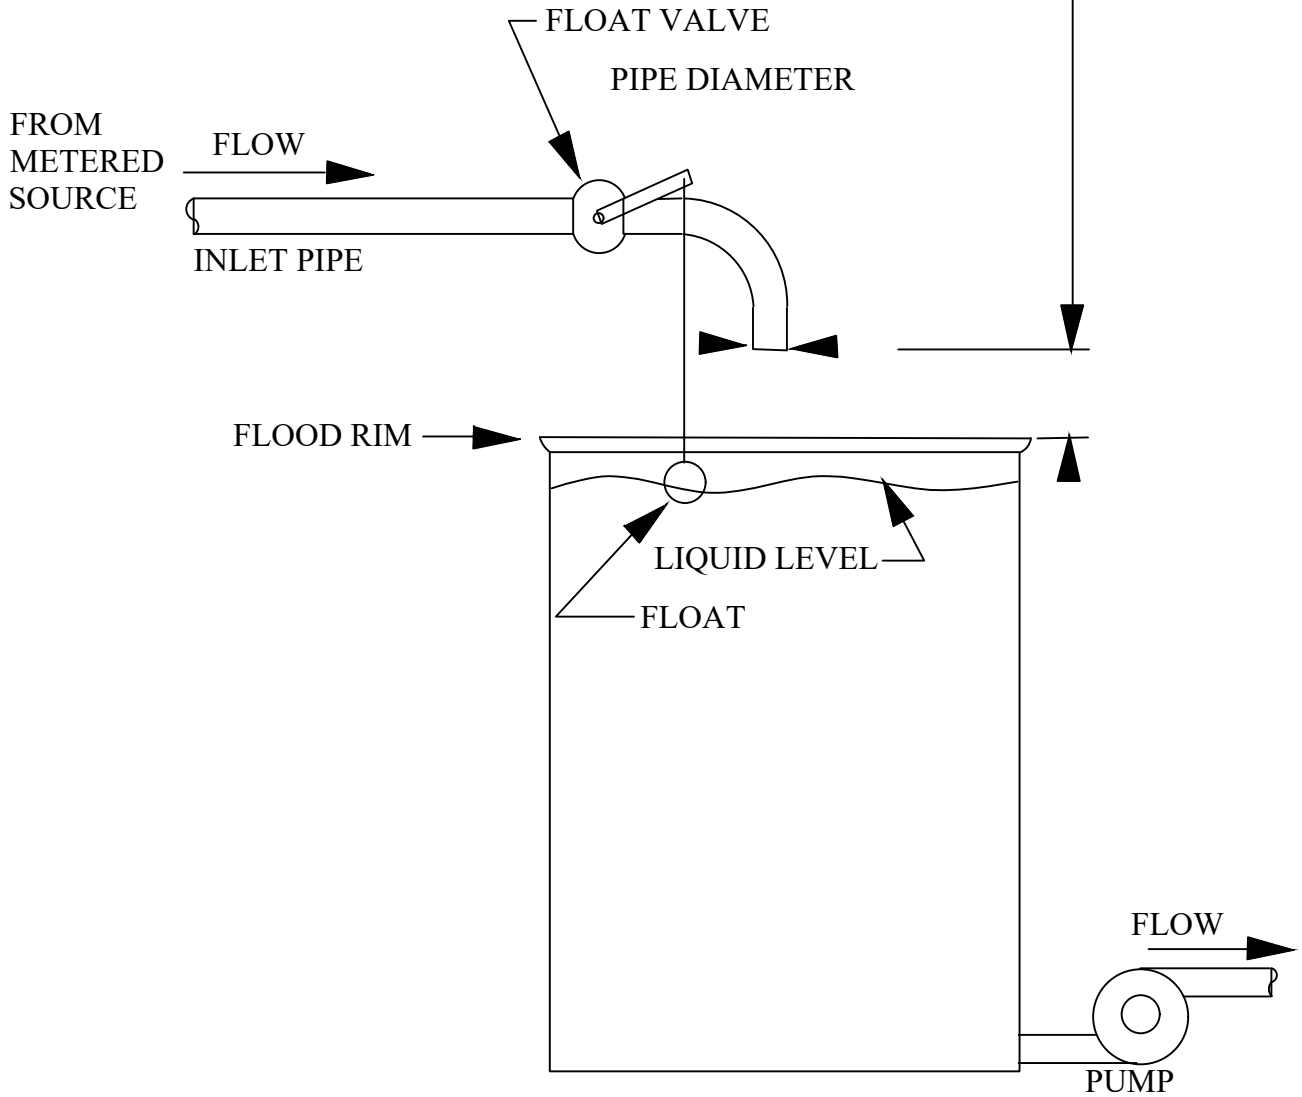 FLOAT VALVE
PIPE DIAMETER
FROM
METERED
SOURCE
FLOW
INLET PIPE
FLOOD RIM
LIQUID LEVEL
FLOAT
FLOW
PUMP